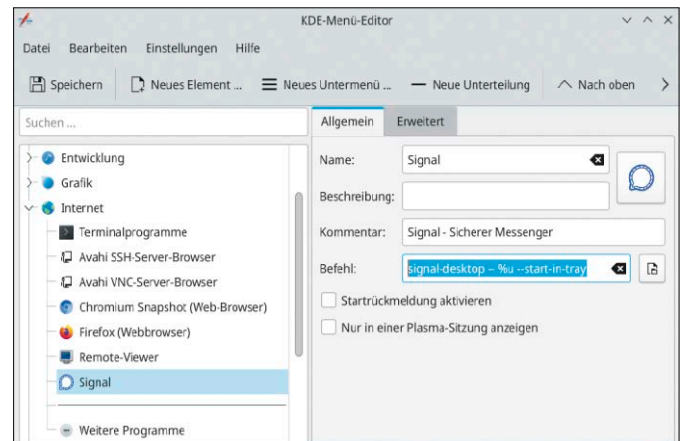 KDE-Menü-Editor
Datei Bearbeiten Einstellungen Hilfe
Speichern Neues Element ... Neues Untermenü ... Neue Unterteilung Nach oben
Suchen ...
Entwicklung
Grafik
Internet
Terminalprogramme
Avahi SSH-Server-Browser
Avahi VNC-Server-Browser
Chromium Snapshot (Web-Browser)
Firefox (Webbrowser)
Remote-Viewer
Signal
Weitere Programme
Allgemein Erweitert
Name: Signal
Beschreibung:
Kommentar: Signal - Sicherer Messenger
Befehl: signal-desktop – %u --start-in-tray
Startrückmeldung aktivieren
Nur in einer Plasma-Sitzung anzeigen